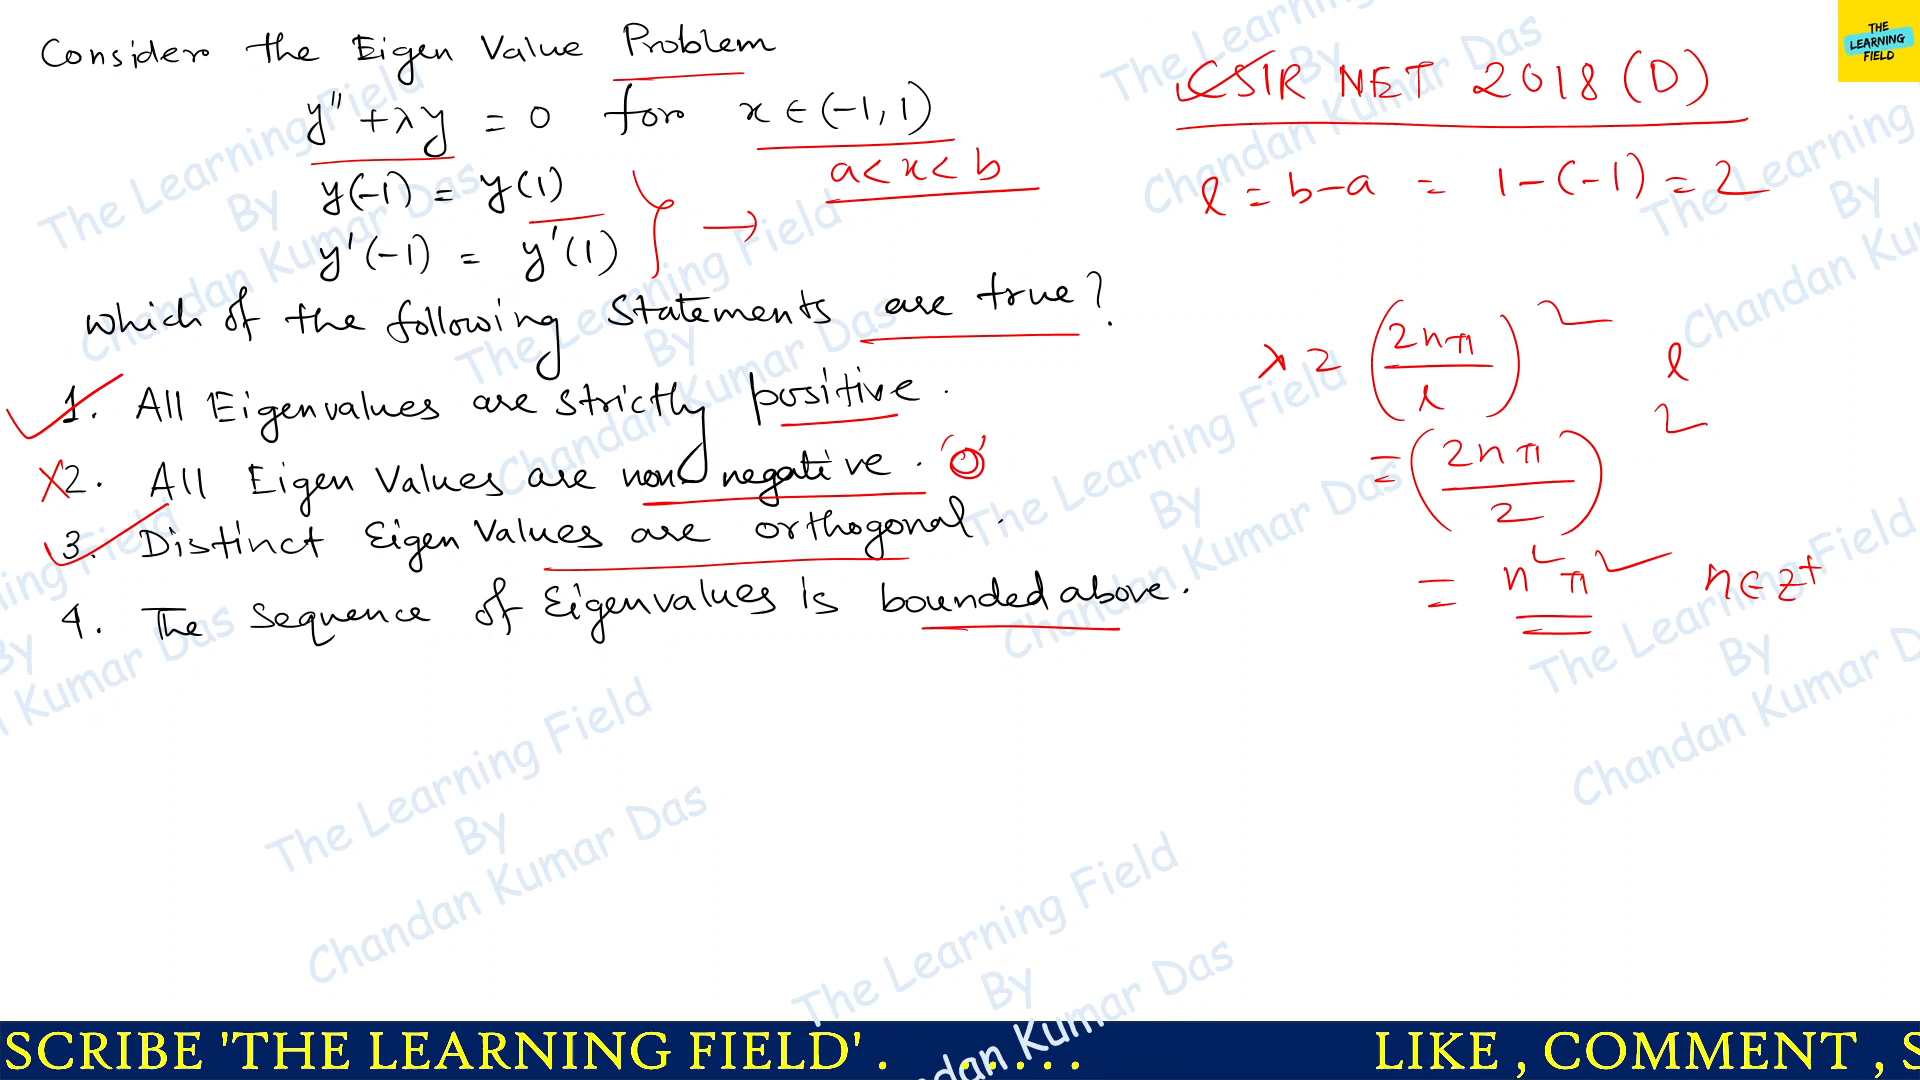 Consider the Eigen Value Problem
y'' + λy = 0 for x ∈ (-1, 1)
a < x < b
y(-1) = y(1)
y'(-1) = y'(1)
Which of the following Statements are true?
1. All Eigenvalues are strictly positive.
2. All Eigen Values are non negative. '0'
3. Distinct Eigen Values are orthogonal.
4. The Sequence of Eigenvalues is bounded above.
CSIR NET 2018 (D)
l = b-a = 1-(-1) = 2
λ = (2nπ/l)² l
2
= (2nπ/2)
= n²π² n ∈ z+
THE
LEARNING
FIELD
The Learning Field
By
Chandan Kumar Das
SCRIBE 'THE LEARNING FIELD' . . . . . . LIKE , COMMENT , S